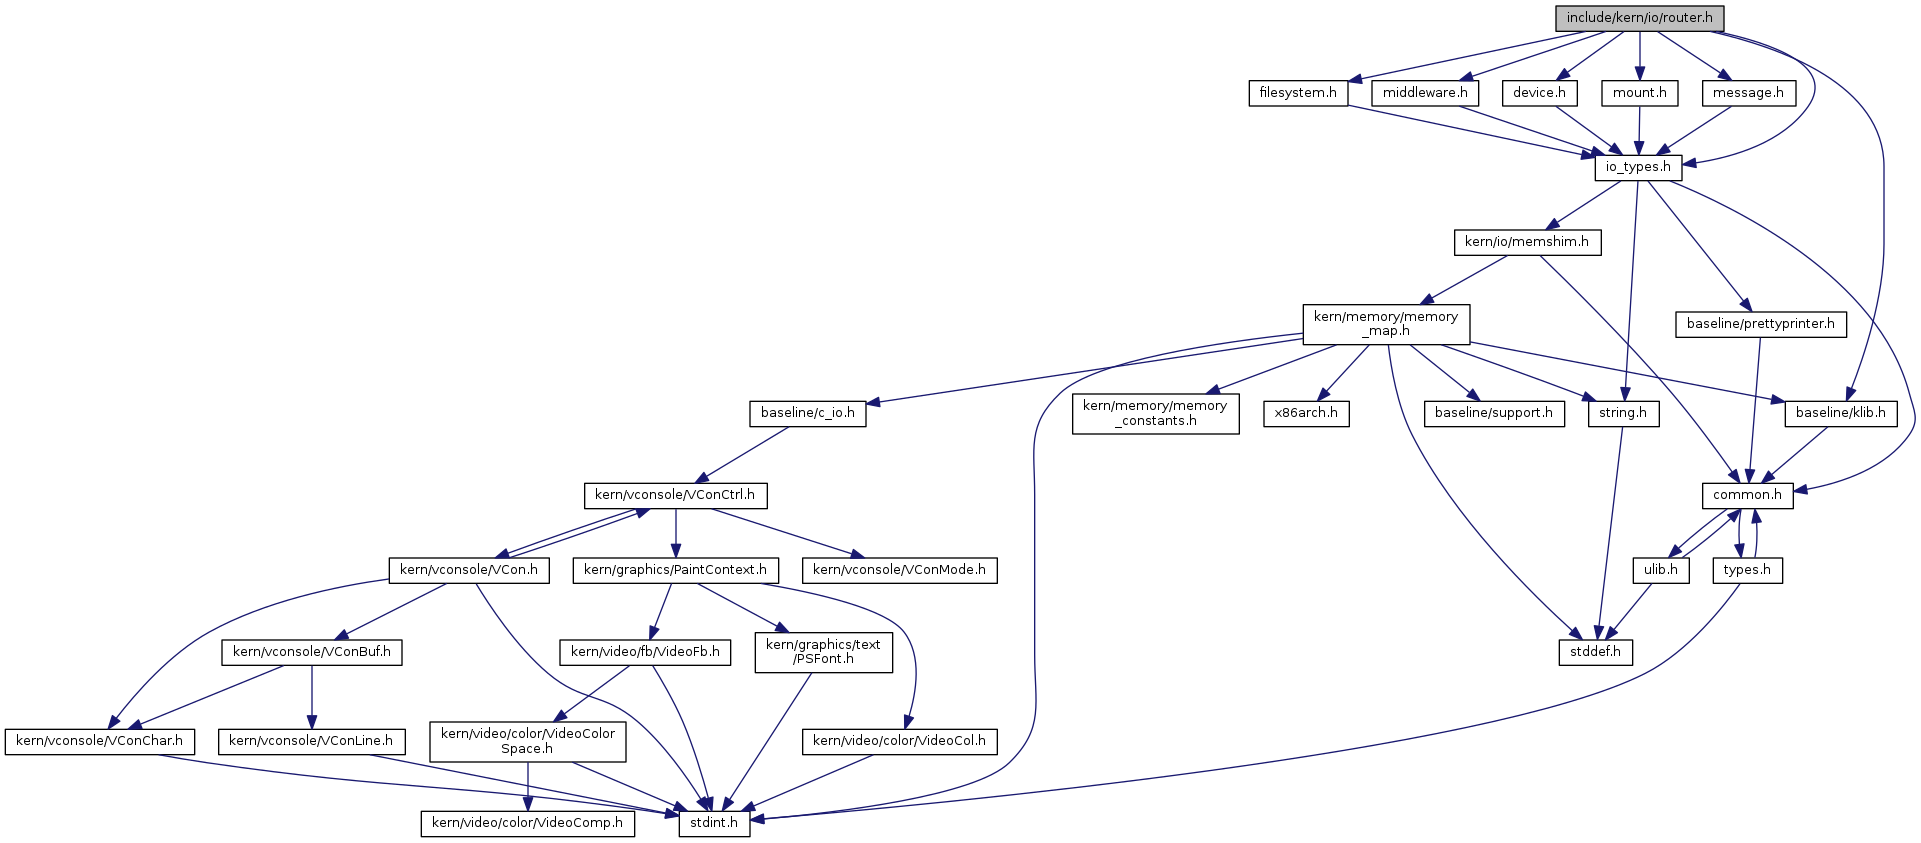 include/kern/io/router.h
filesystem.h
middleware.h
device.h
mount.h
message.h
io_types.h
kern/io/memshim.h
kern/memory/memory
_map.h
baseline/prettyprinter.h
baseline/c_io.h
kern/memory/memory
_constants.h
x86arch.h
baseline/support.h
string.h
baseline/klib.h
kern/vconsole/VConCtrl.h
common.h
kern/vconsole/VCon.h
kern/graphics/PaintContext.h
kern/vconsole/VConMode.h
ulib.h
types.h
kern/vconsole/VConBuf.h
kern/video/fb/VideoFb.h
kern/graphics/text
/PSFont.h
stddef.h
kern/vconsole/VConChar.h
kern/vconsole/VConLine.h
kern/video/color/VideoColor
Space.h
kern/video/color/VideoCol.h
kern/video/color/VideoComp.h
stdint.h